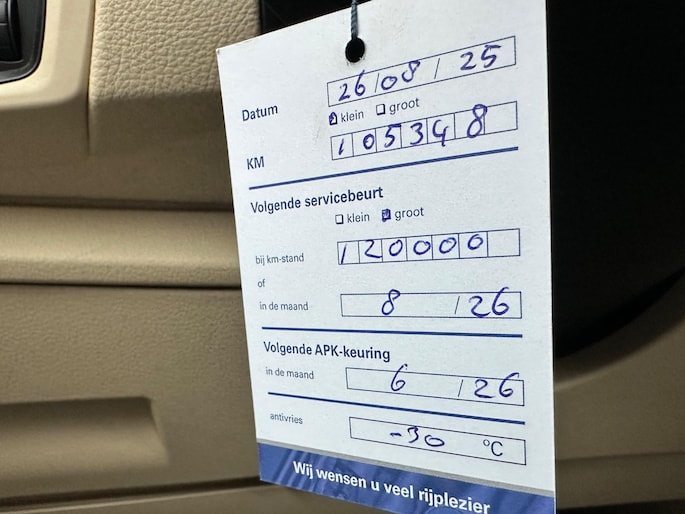 Datum 26/08/25
klein groot
KM 105348
Volgende servicebeurt
klein groot
bij km-stand 120000
of
in de maand 8/26
Volgende APK-keuring
in de maand 6/26
antivries -30 °C
Wij wensen u veel rijplezier